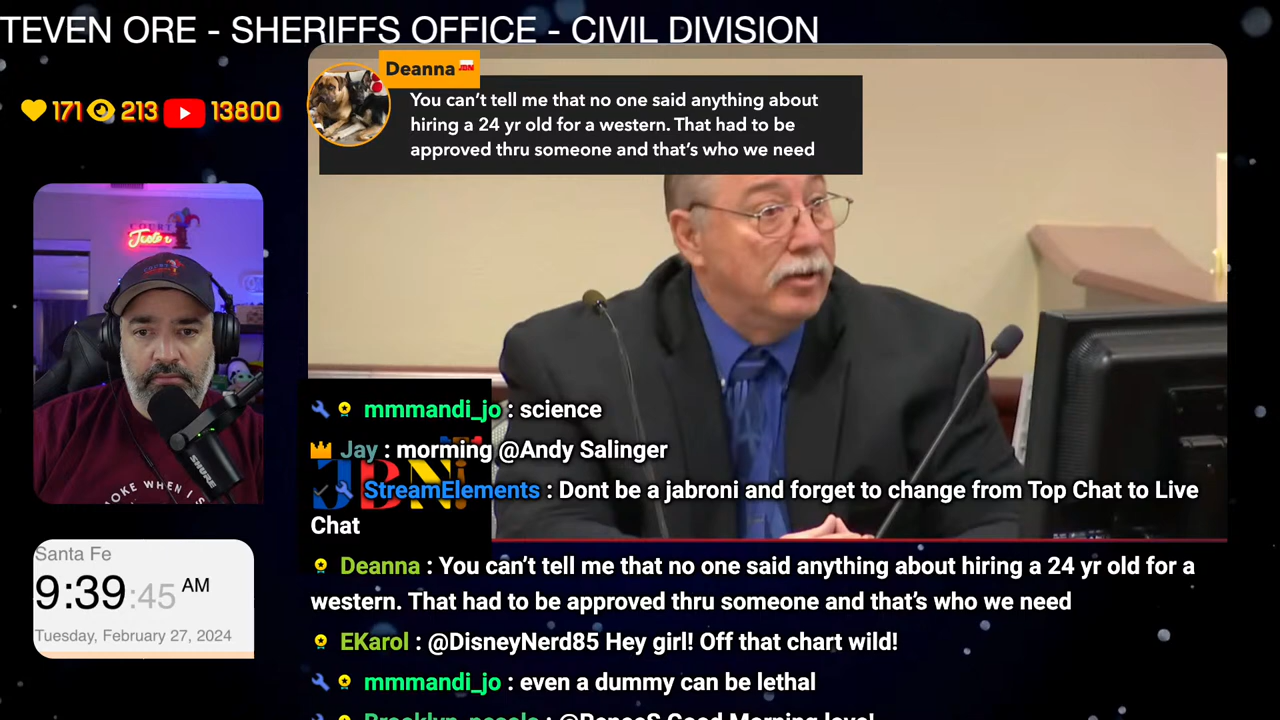 TEVEN ORE - SHERIFFS OFFICE - CIVIL DIVISION
Deanna JBN
You can't tell me that no one said anything about
hiring a 24 yr old for a western. That had to be
approved thru someone and that's who we need
171 213 13800
mmmandi_jo : science
Jay : morming @Andy Salinger
JBN
StreamElements : Dont be a jabroni and forget to change from Top Chat to Live
Chat
Deanna : You can't tell me that no one said anything about hiring a 24 yr old for a
western. That had to be approved thru someone and that's who we need
EKarol : @DisneyNerd85 Hey girl! Off that chart wild!
mmmandi_jo : even a dummy can be lethal
SHURE
Santa Fe
9:39:45 AM
Tuesday, February 27, 2024